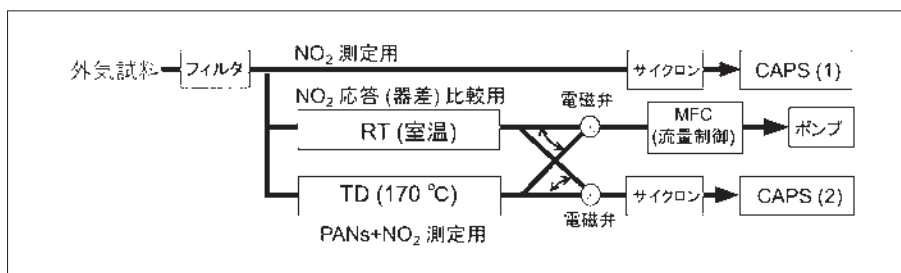 NO₂ 測定用
外気試料
フィルタ
サイクロン
CAPS (1)
NO₂ 応答 (器差) 比較用
電磁弁
RT (室温)
MFC
(流量制御)
ポンプ
TD (170 ℃)
サイクロン
CAPS (2)
電磁弁
PANs+NO₂ 測定用